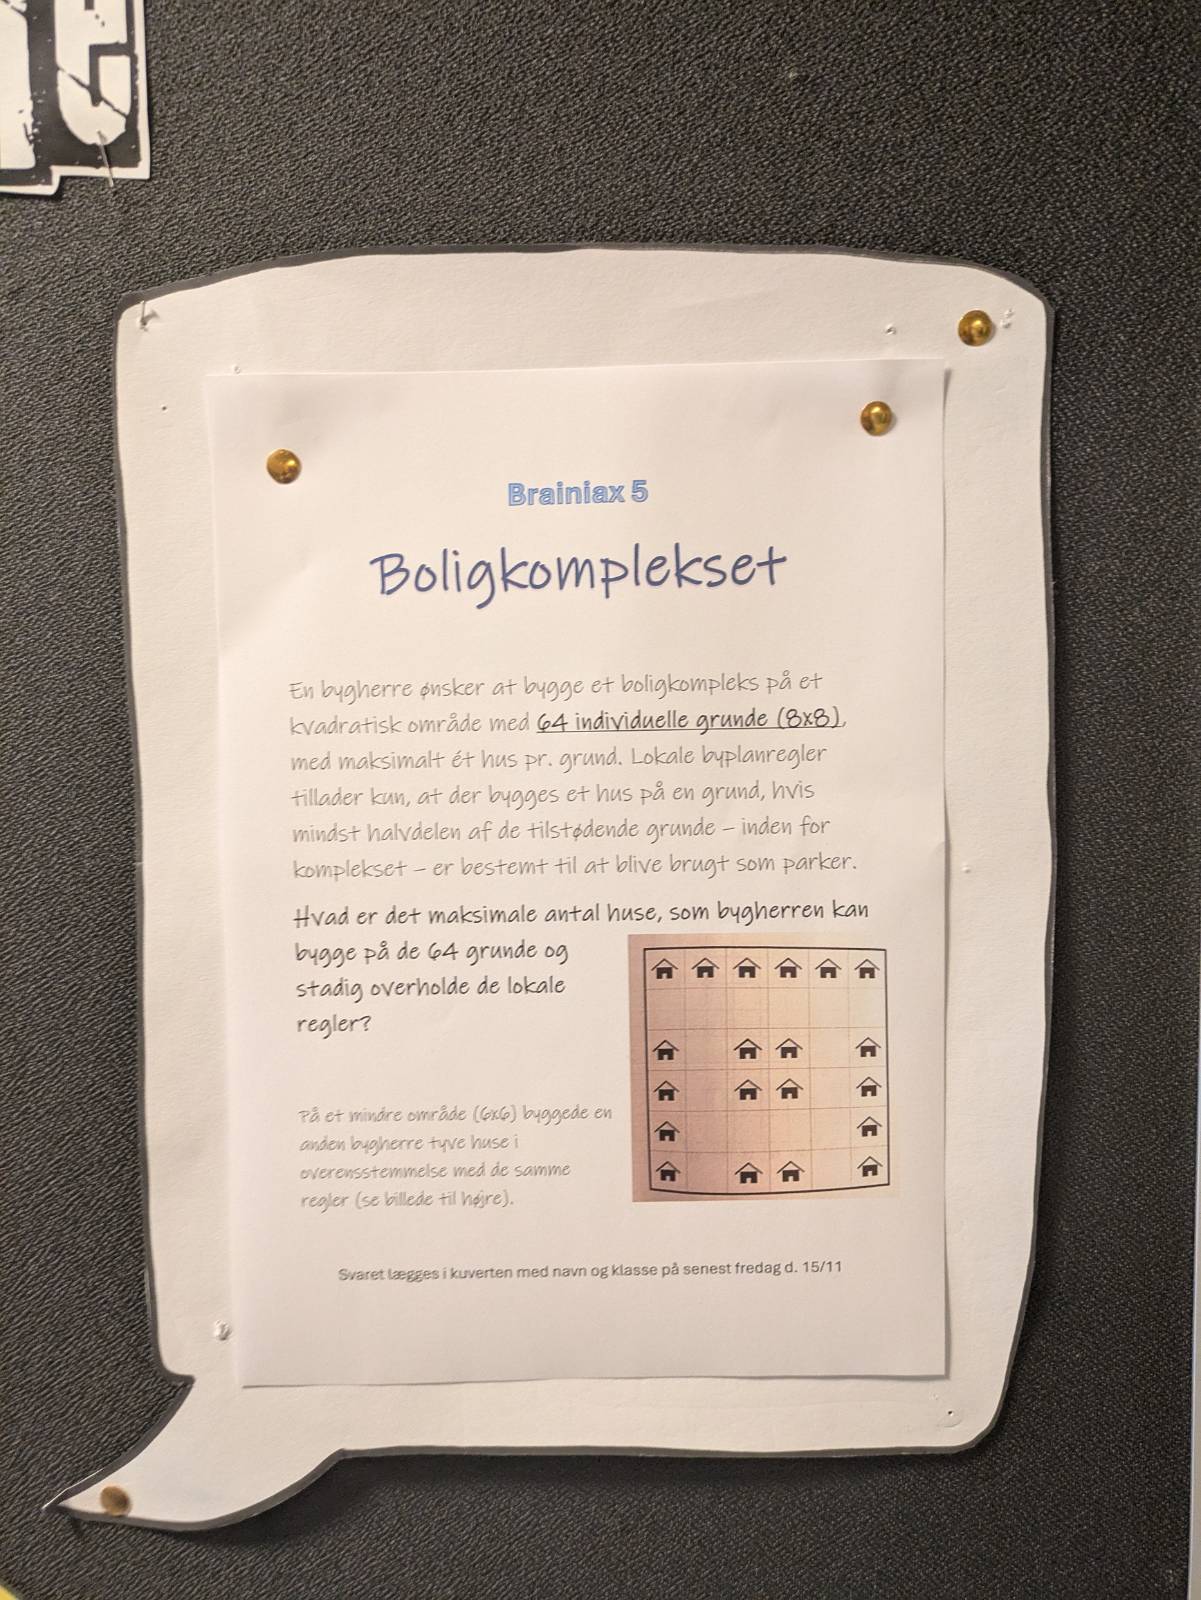 Brainiax 5
Boligkomplekset
En bygherre ønsker at bygge et boligkompleks på et
kvadratisk område med 64 individuelle grunde (8x8),
med maksimalt ét hus pr. grund. Lokale byplanregler
tillader kun, at der bygges et hus på en grund, hvis
mindst halvdelen af de tilstødende grunde – inden for
komplekset – er bestemt til at blive brugt som parker.
Hvad er det maksimale antal huse, som bygherren kan
bygge på de 64 grunde og
stadig overholde de lokale
regler?
På et mindre område (6x6) byggede en
anden bygherre tyve huse i
overensstemmelse med de samme
regler (se billede til højre).
Svaret lægges i kuverten med navn og klasse på senest fredag d. 15/11